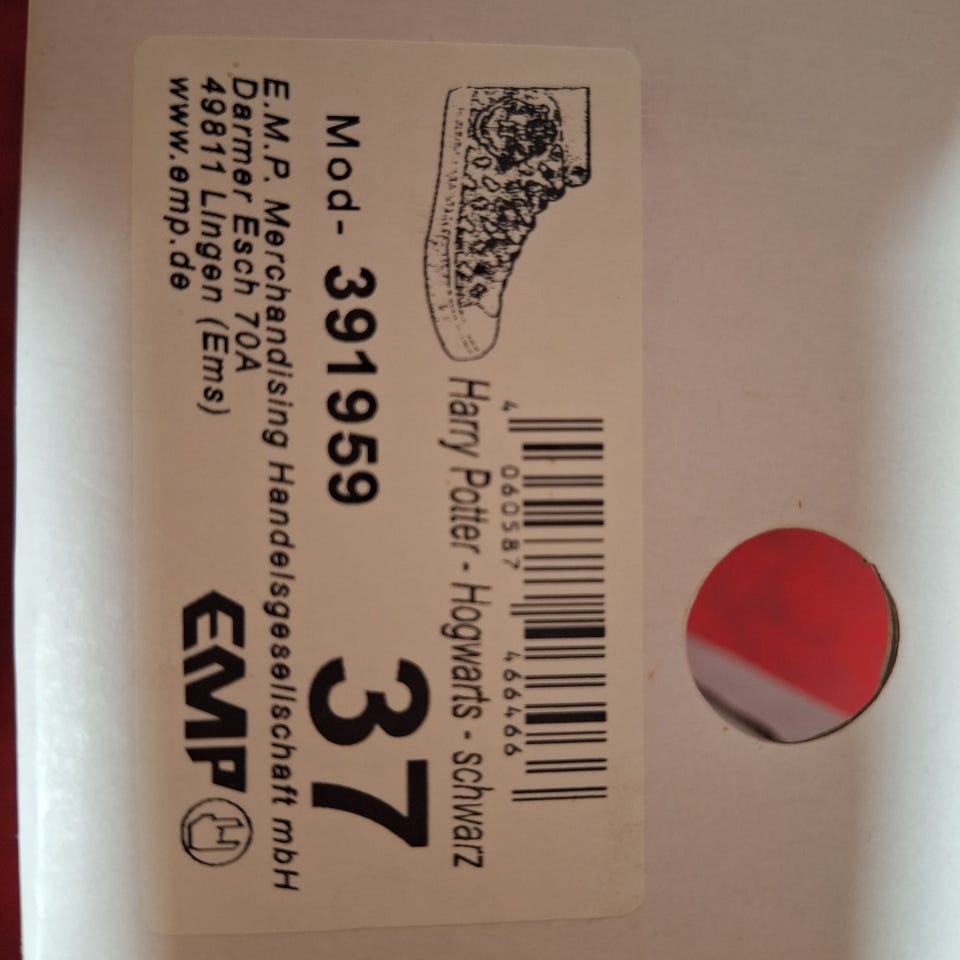 4 060587 466466
Harry Potter - Hogwarts - schwarz
Mod- 391959
37
E.M.P. Merchandising Handelsgesellschaft mbH
Darmer Esch 70A
49811 Lingen (Ems)
www.emp.de
EMP